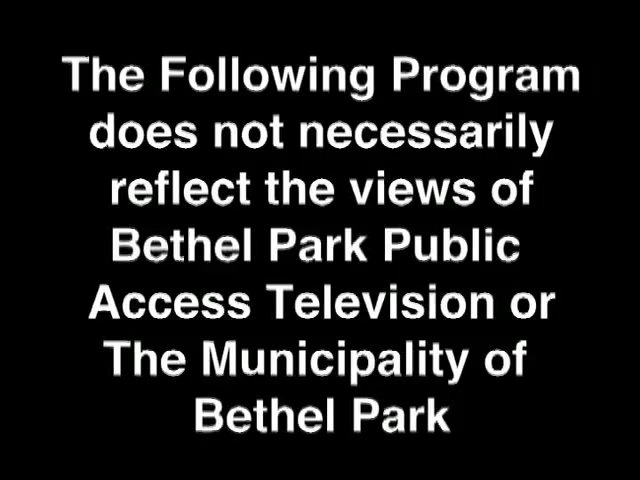 The Following Program
does not necessarily
reflect the views of
Bethel Park Public
Access Television or
The Municipality of
Bethel Park